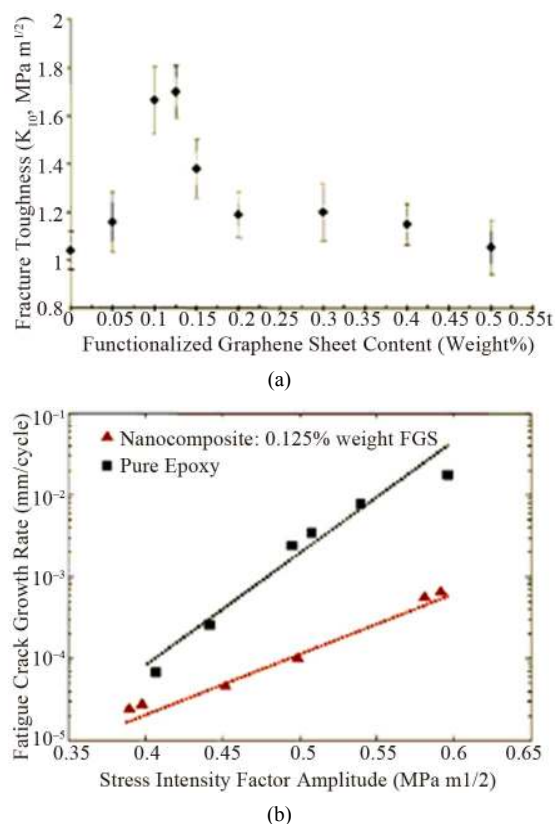 Fracture Toughness (K₁₀, MPa m¹/²)
2
1.8
1.6
1.4
1.2
1
0.8
0 0.05 0.1 0.15 0.2 0.25 0.3 0.35 0.4 0.45 0.5 0.55t
Functionalized Graphene Sheet Content (Weight%)
(a)
Fatigue Crack Growth Rate (mm/cycle)
10⁻¹
10⁻²
10⁻³
10⁻⁴
10⁻⁵
Nanocomposite: 0.125% weight FGS
Pure Epoxy
0.35 0.4 0.45 0.5 0.55 0.6 0.65
Stress Intensity Factor Amplitude (MPa m1/2)
(b)